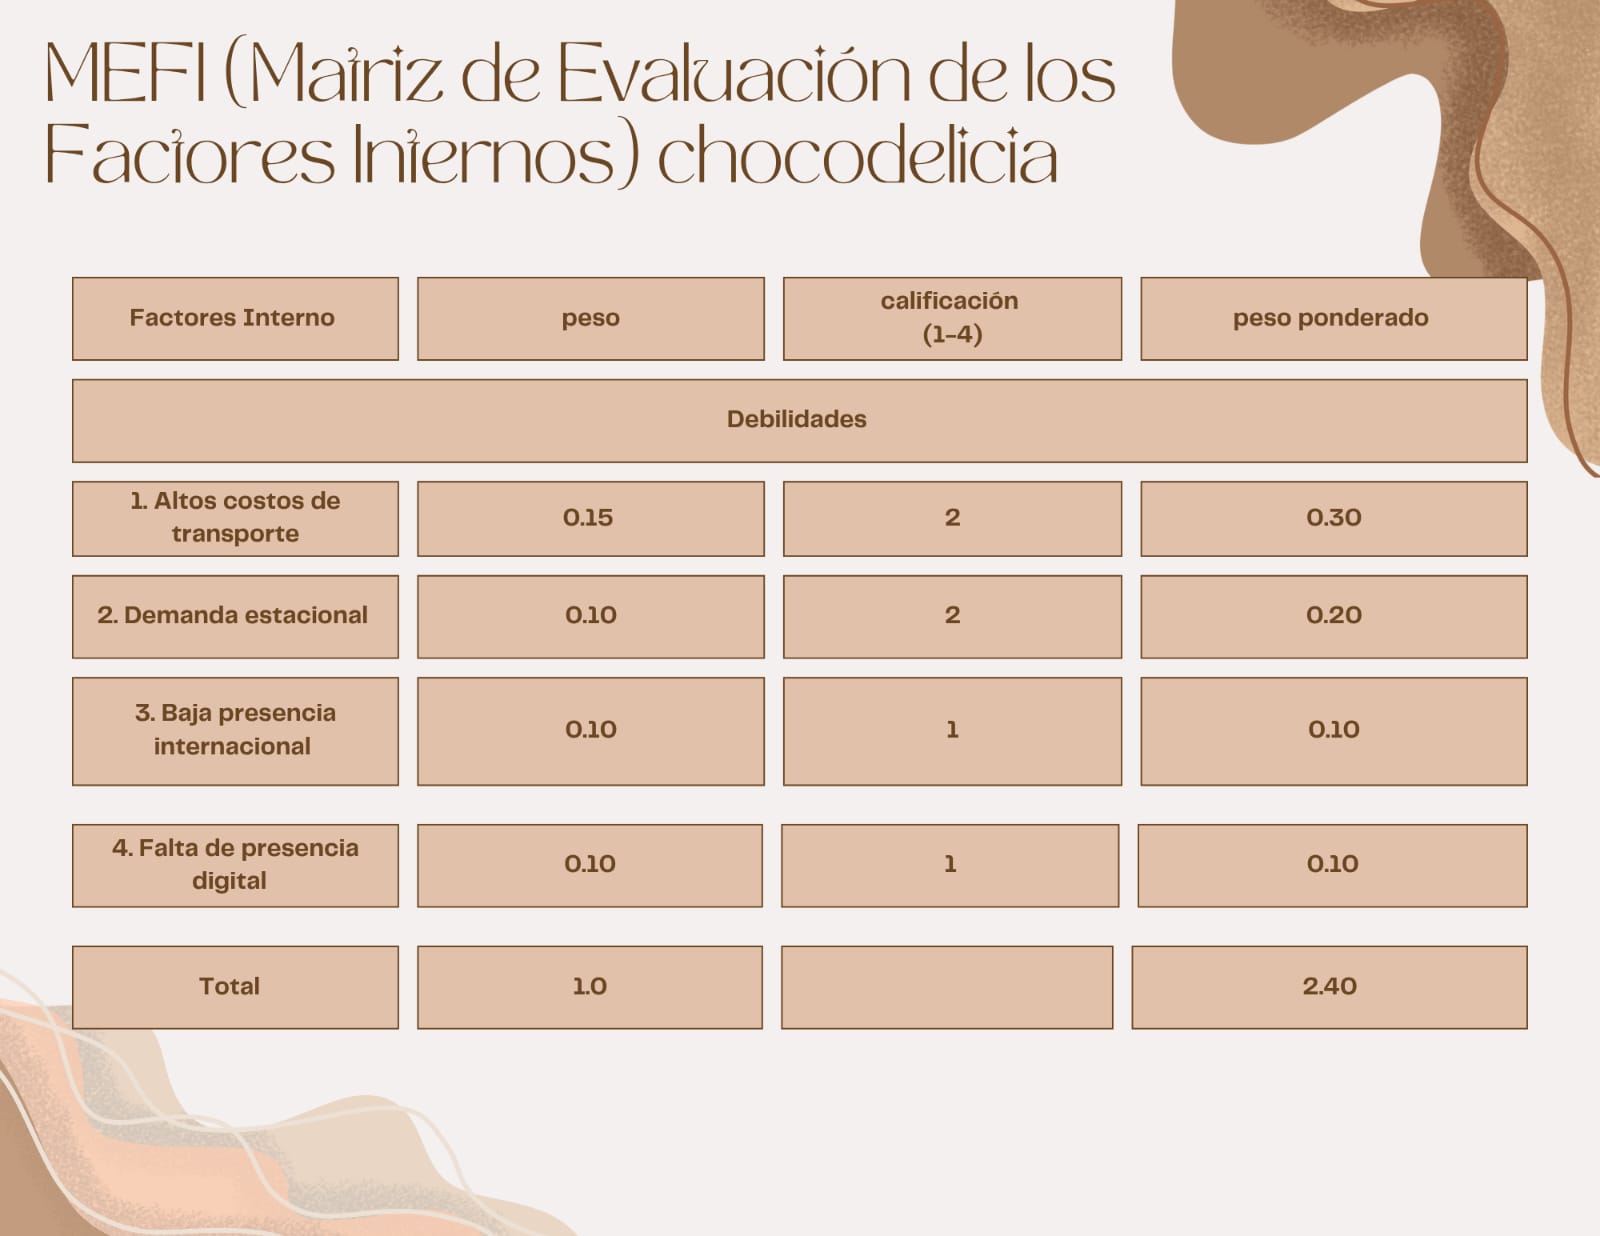 MEFI (Matriz de Evaluación de los
Factores Internos) chocodelicia
Factores Interno
peso
calificación
(1-4)
peso ponderado
Debilidades
1. Altos costos de
transporte
0.15
2
0.30
2. Demanda estacional
0.10
2
0.20
3. Baja presencia
internacional
0.10
1
0.10
4. Falta de presencia
digital
0.10
1
0.10
Total
1.0
2.40